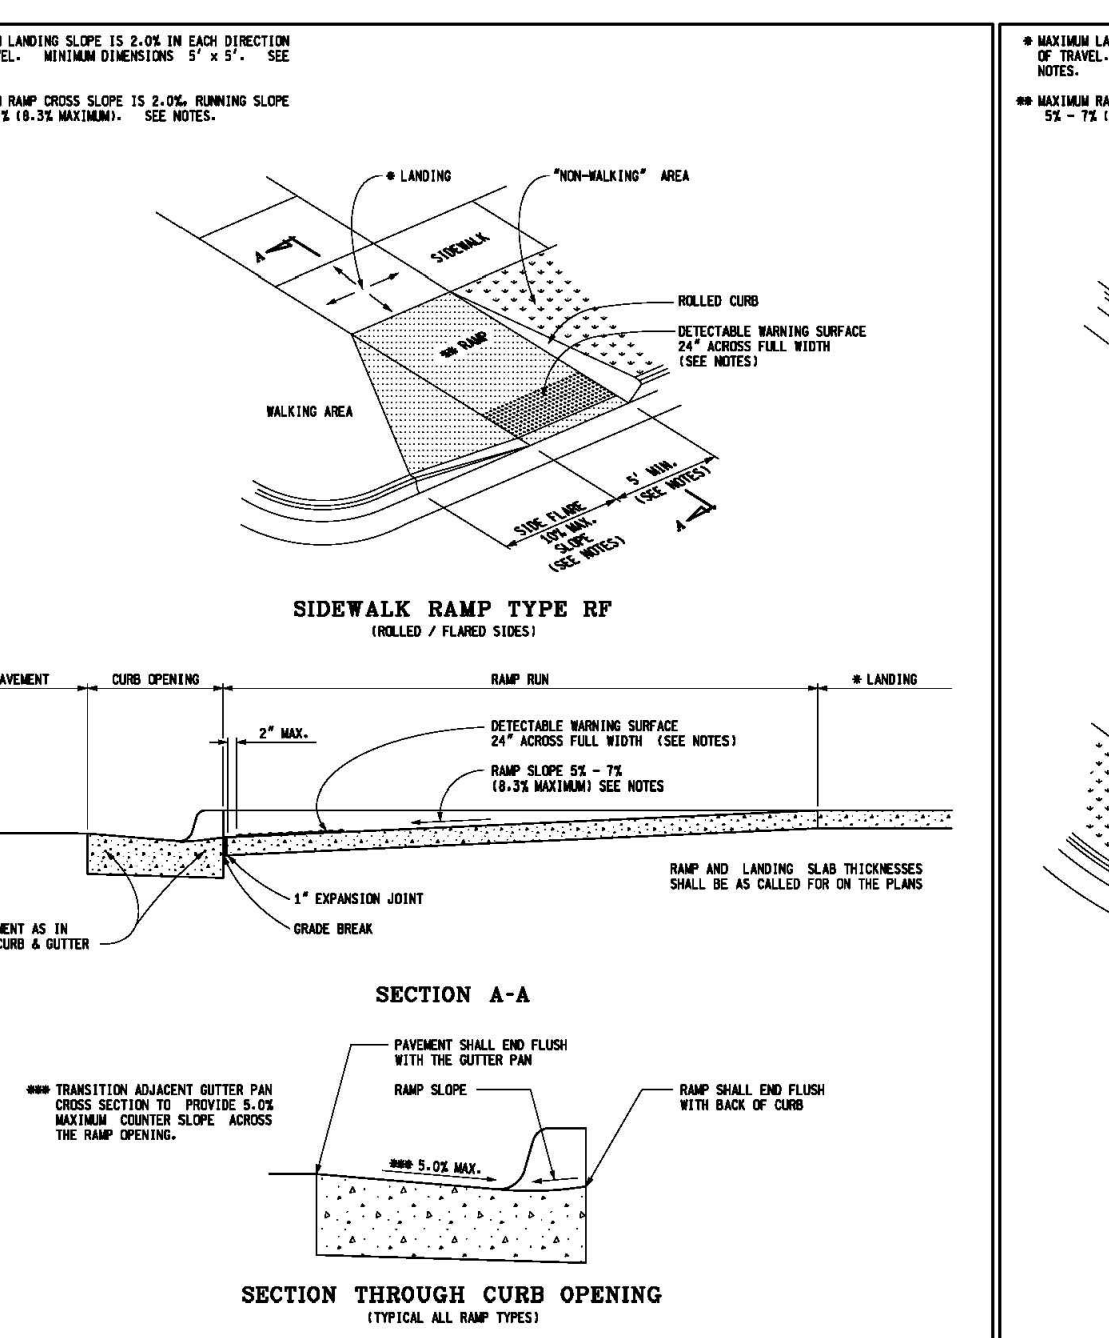 LANDING SLOPE IS 2.0% IN EACH DIRECTION
EL. MINIMUM DIMENSIONS 5' x 5'. SEE
RAMP CROSS SLOPE IS 2.0%, RUNNING SLOPE
% (8.3% MAXIMUM). SEE NOTES.
* LANDING
"NON-WALKING" AREA
SIDEWALK
A
ROLLED CURB
DETECTABLE WARNING SURFACE
24" ACROSS FULL WIDTH
(SEE NOTES)
** RAMP
WALKING AREA
5' MIN.
(SEE NOTES)
SIDE FLARE
10% MAX.
SLOPE
(SEE NOTES)
A
SIDEWALK RAMP TYPE RF
(ROLLED / FLARED SIDES)
AVEMENT
CURB OPENING
RAMP RUN
* LANDING
2" MAX.
DETECTABLE WARNING SURFACE
24" ACROSS FULL WIDTH (SEE NOTES)
RAMP SLOPE 5% - 7%
(8.3% MAXIMUM) SEE NOTES
RAMP AND LANDING SLAB THICKNESSES
SHALL BE AS CALLED FOR ON THE PLANS
1" EXPANSION JOINT
GRADE BREAK
MENT AS IN
CURB & GUTTER
SECTION A-A
PAVEMENT SHALL END FLUSH
WITH THE GUTTER PAN
*** TRANSITION ADJACENT GUTTER PAN
CROSS SECTION TO PROVIDE 5.0%
MAXIMUM COUNTER SLOPE ACROSS
THE RAMP OPENING.
RAMP SLOPE
RAMP SHALL END FLUSH
WITH BACK OF CURB
*** 5.0% MAX.
SECTION THROUGH CURB OPENING
(TYPICAL ALL RAMP TYPES)
* MAXIMUM LA
OF TRAVEL.
NOTES.
** MAXIMUM RA
5% - 7% (